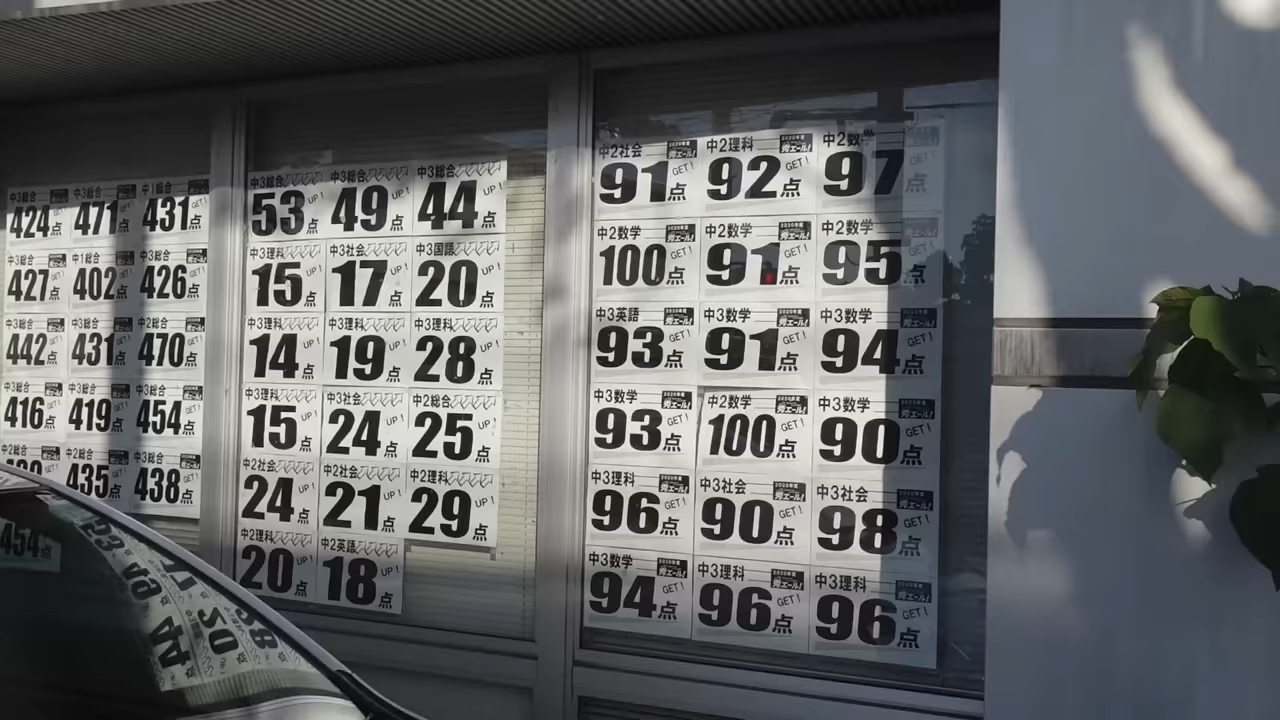 中3総合 中3総合 中1総合
424点 471点 431点 GET!
中3総合 中1総合 中3総合
427点 402点 426点 GET!
中3総合 中3総合 中2総合
442点 431点 470点 GET!
中3総合 中2総合 中3総合
416点 419点 454点 GET!
435点 438点 GET!
中3総合 中3総合 中3総合
53点 UP! 49点 UP! 44点 UP!
中3理科 中3社会 中3国語
15点 UP! 17点 UP! 20点 UP!
中3理科 中3理科 中3理科
14点 UP! 19点 UP! 28点 UP!
中3理科 中3社会 中2総合
15点 UP! 24点 UP! 25点 UP!
中2社会 中2社会 中2理科
24点 UP! 21点 UP! 29点 UP!
中2理科 中2英語
20点 UP! 18点 UP!
中2社会 中2理科 中2数学
91点 GET! 92点 GET! 97点 GET!
中2数学 中2数学 中2数学
100点 GET! 91点 GET! 95点 GET!
中3英語 中3数学 中3数学
93点 GET! 91点 GET! 94点 GET!
中3数学 中2数学 中3数学
93点 GET! 100点 GET! 90点 GET!
中3理科 中3社会 中3社会
96点 GET! 90点 GET! 98点 GET!
中3数学 中3理科 中3理科
94点 GET! 96点 GET! 96点 GET!
454点